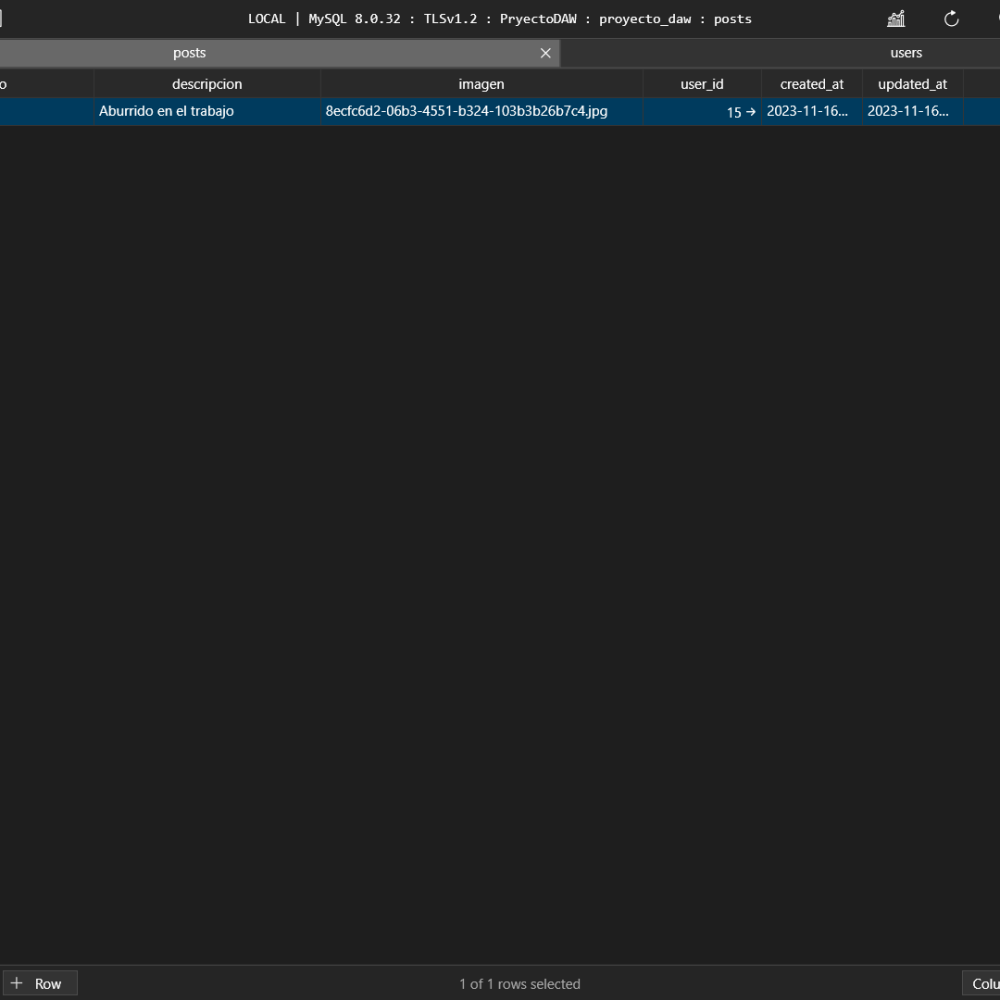 LOCAL | MySQL 8.0.32 : TLSv1.2 : PryectoDAW : proyecto_daw : posts
posts users
o descripcion imagen user_id created_at updated_at
Aburrido en el trabajo 8ecfc6d2-06b3-4551-b324-103b3b26b7c4.jpg 15 → 2023-11-16... 2023-11-16...
+ Row 1 of 1 rows selected Colu